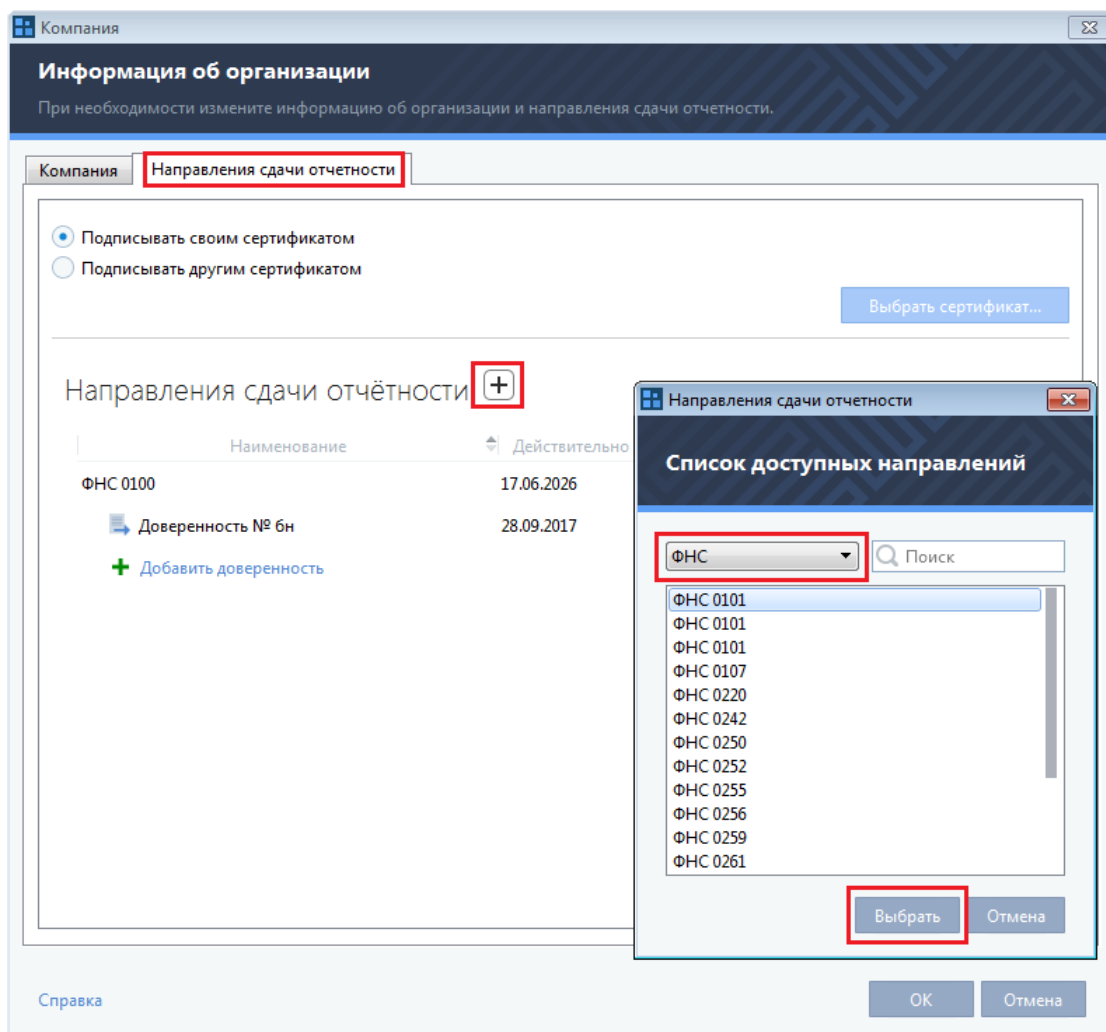 Компания
Информация об организации
При необходимости измените информацию об организации и направления сдачи отчетности.
Компания
Направления сдачи отчетности
Подписывать своим сертификатом
Подписывать другим сертификатом
Выбрать сертификат...
Направления сдачи отчётности
Наименование Действительно
ФНС 0100 17.06.2026
Доверенность № 6н 28.09.2017
Добавить доверенность
Направления сдачи отчетности
Список доступных направлений
ФНС Поиск
ФНС 0101
ФНС 0101
ФНС 0101
ФНС 0107
ФНС 0220
ФНС 0242
ФНС 0250
ФНС 0252
ФНС 0255
ФНС 0256
ФНС 0259
ФНС 0261
Выбрать Отмена
Справка
OK Отмена